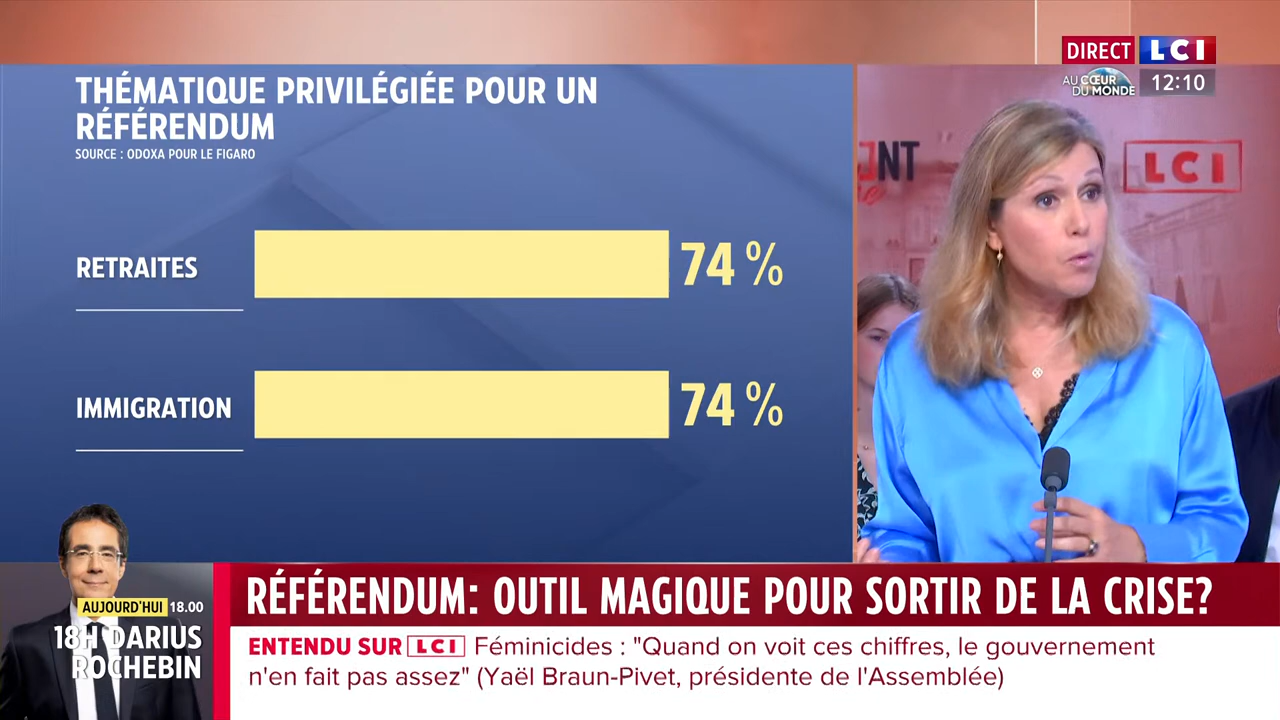 DIRECT LCI
AU CŒUR
DU MONDE
12:10
THÉMATIQUE PRIVILÉGIÉE POUR UN
RÉFÉRENDUM
SOURCE : ODOXA POUR LE FIGARO
RETRAITES
74 %
IMMIGRATION
74 %
NT
LCI
AUJOURD'HUI 18.00
18H DARIUS
ROCHEBIN
RÉFÉRENDUM: OUTIL MAGIQUE POUR SORTIR DE LA CRISE?
ENTENDU SUR LCI Féminicides : "Quand on voit ces chiffres, le gouvernement
n'en fait pas assez" (Yaël Braun-Pivet, présidente de l'Assemblée)